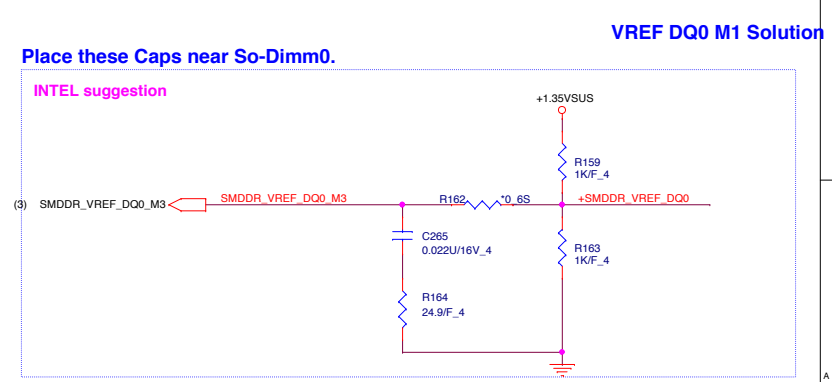 VREF DQ0 M1 Solution
Place these Caps near So-Dimm0.
INTEL suggestion
+1.35VSUS
R159
1K/F_4
(3) SMDDR_VREF_DQ0_M3
SMDDR_VREF_DQ0_M3
R162
*0_6S
+SMDDR_VREF_DQ0
C265
0.022U/16V_4
R163
1K/F_4
R164
24.9/F_4
A